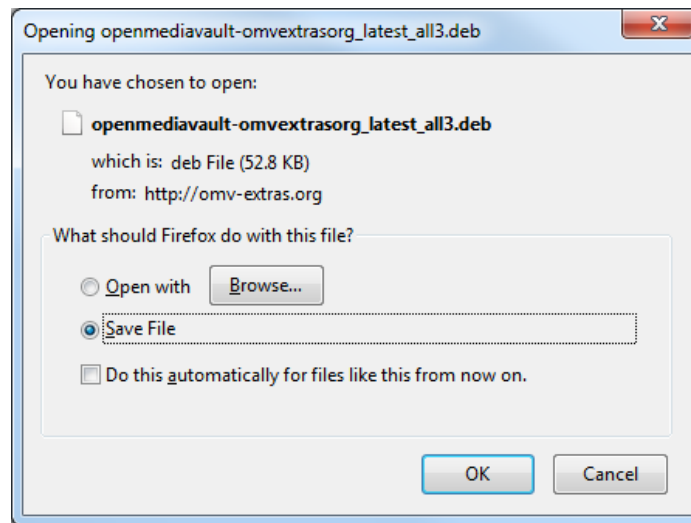 Opening openmediavault-omvextrasorg_latest_all3.deb
You have chosen to open:
openmediavault-omvextrasorg_latest_all3.deb
which is: deb File (52.8 KB)
from: http://omv-extras.org
What should Firefox do with this file?
Open with Browse...
Save File
Do this automatically for files like this from now on.
OK Cancel